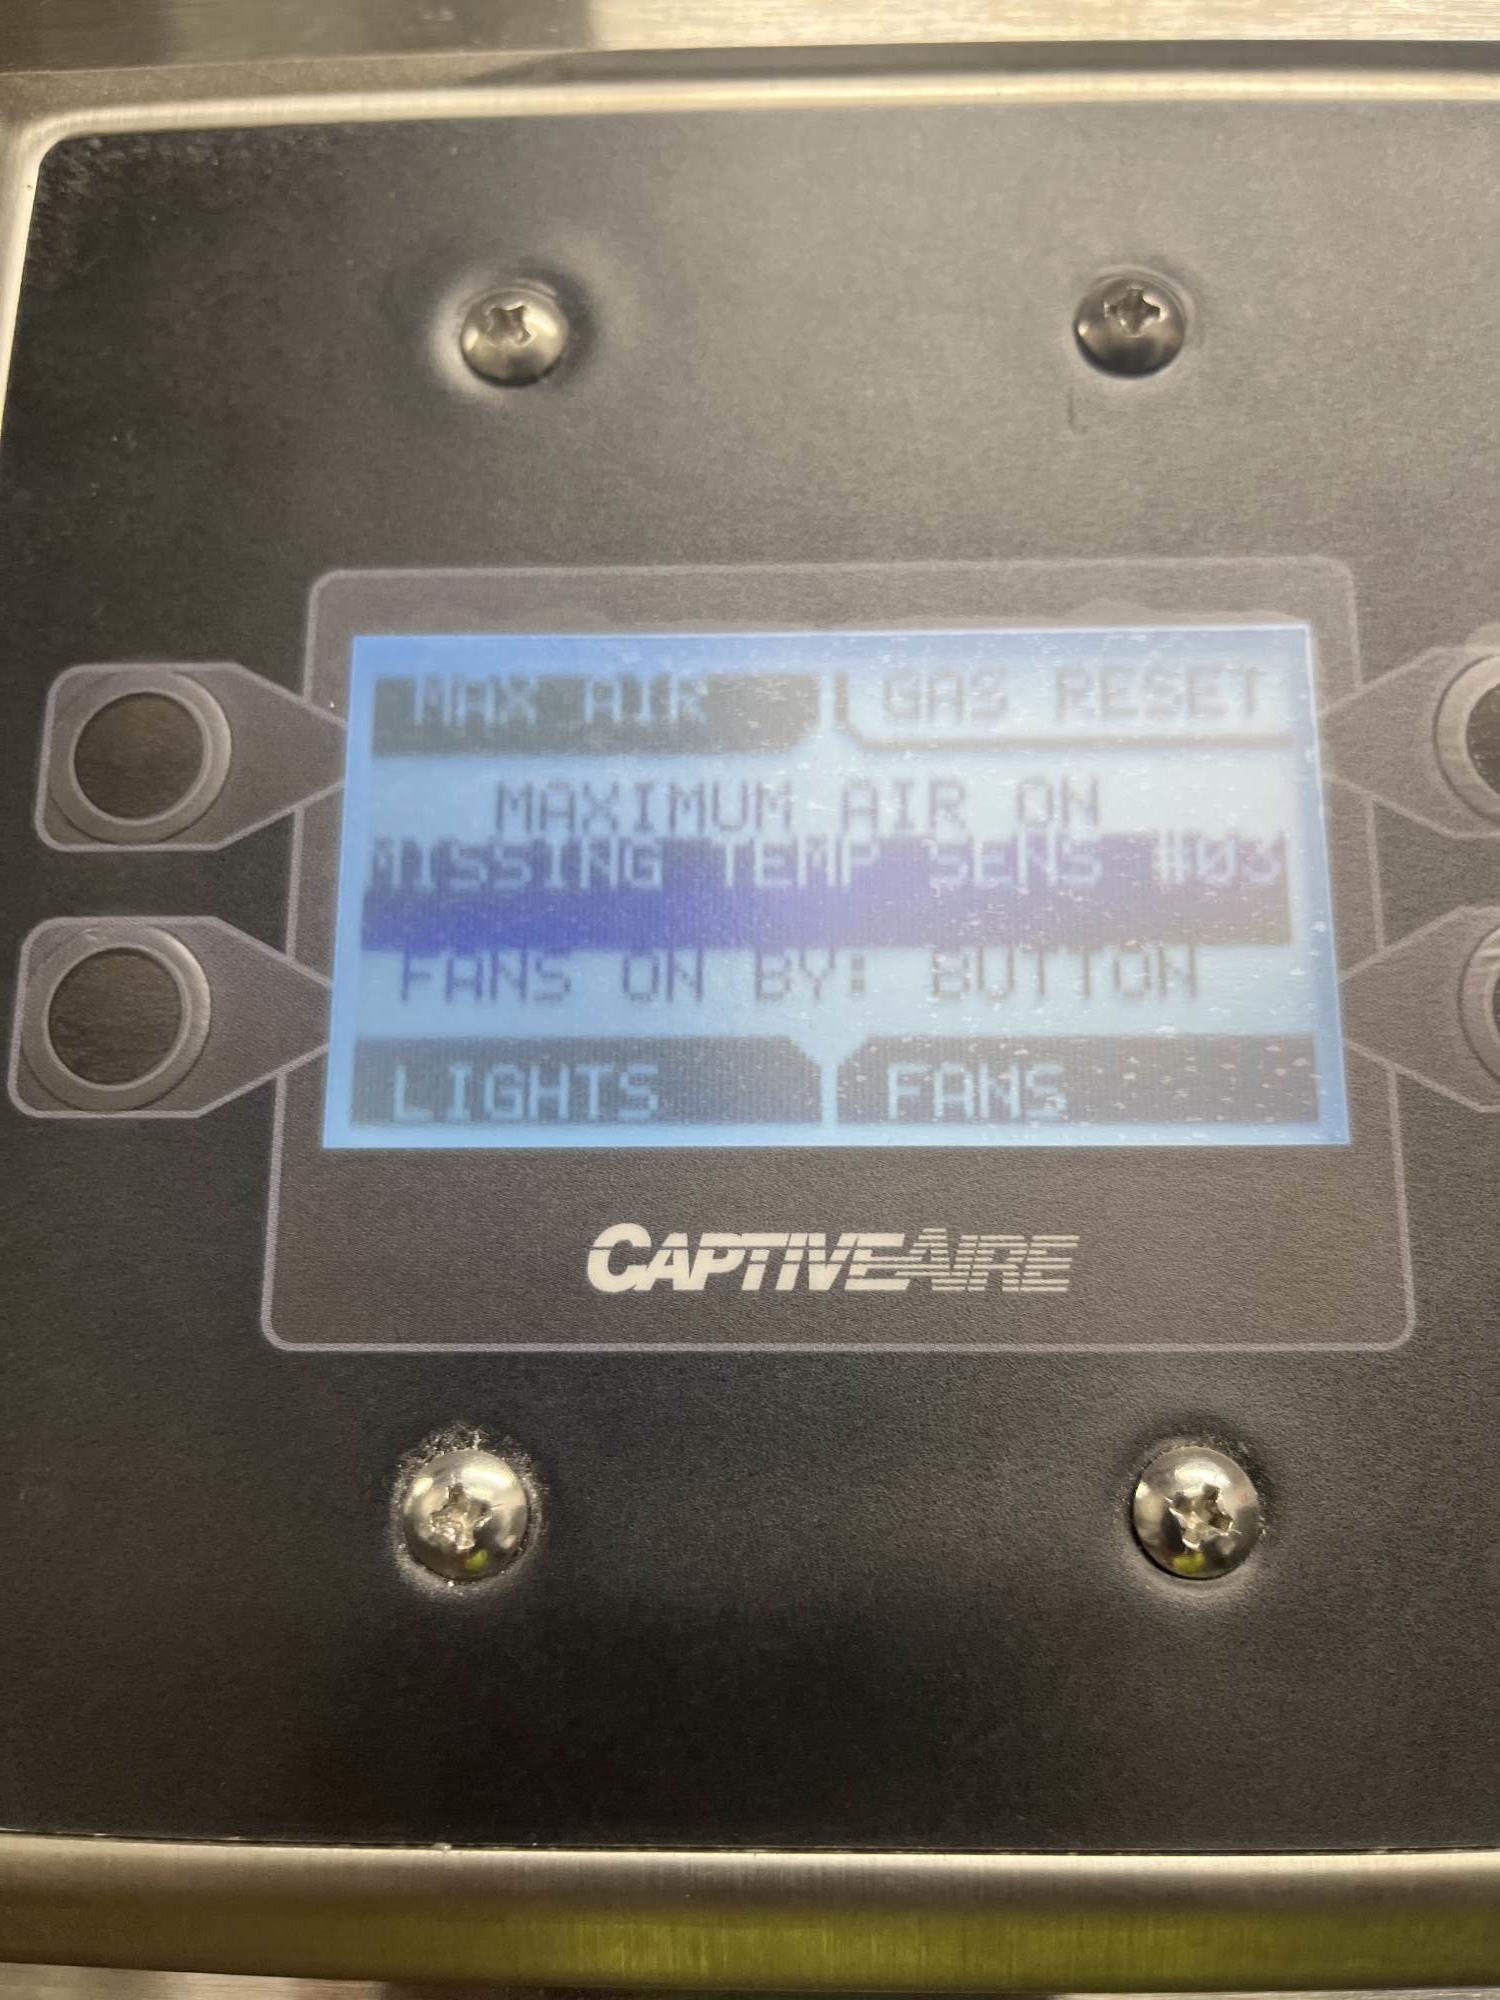 MAX AIR GAS RESET
MAXIMUM AIR ON
MISSING TEMP SENS #03
FANS ON BY: BUTTON
LIGHTS FANS
CAPTIVEAIRE